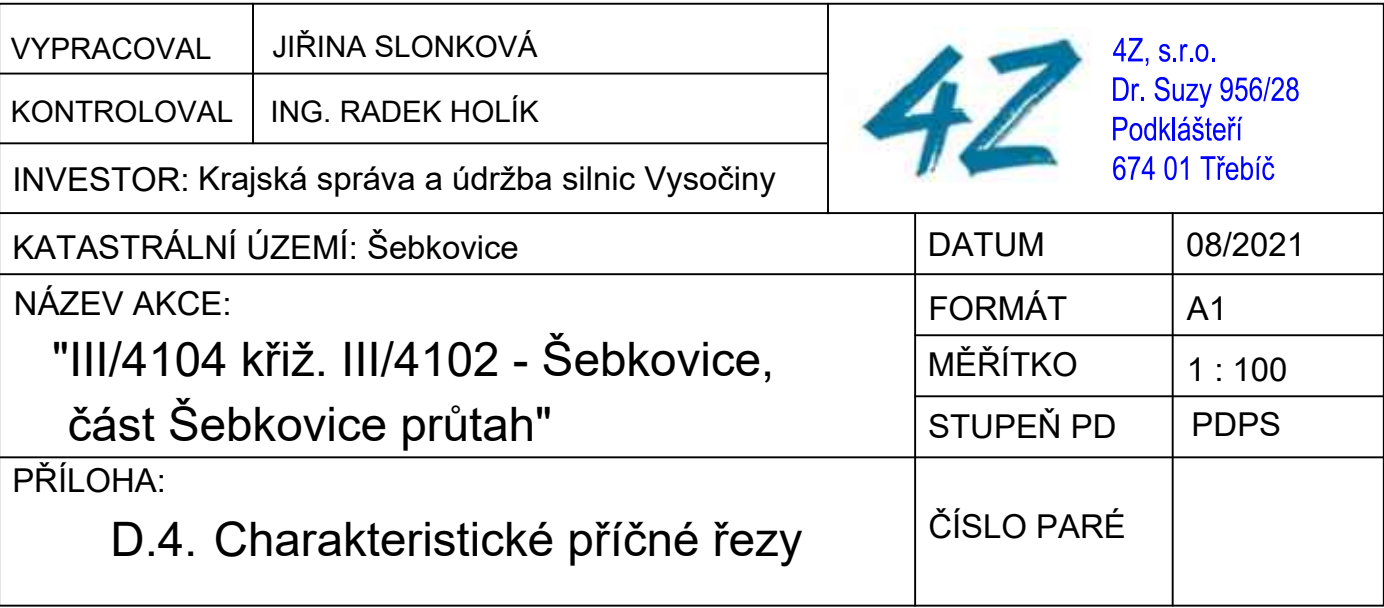 VYPRACOVAL JIŘINA SLONKOVÁ
KONTROLOVAL ING. RADEK HOLÍK
INVESTOR: Krajská správa a údržba silnic Vysočiny
4Z
4Z, s.r.o.
Dr. Suzy 956/28
Podklášteří
674 01 Třebíč
KATASTRÁLNÍ ÚZEMÍ: Šebkovice
DATUM 08/2021
NÁZEV AKCE:
"III/4104 křiž. III/4102 - Šebkovice,
část Šebkovice průtah"
FORMÁT A1
MĚŘÍTKO 1 : 100
STUPEŇ PD PDPS
PŘÍLOHA:
D.4. Charakteristické příčné řezy
ČÍSLO PARÉ